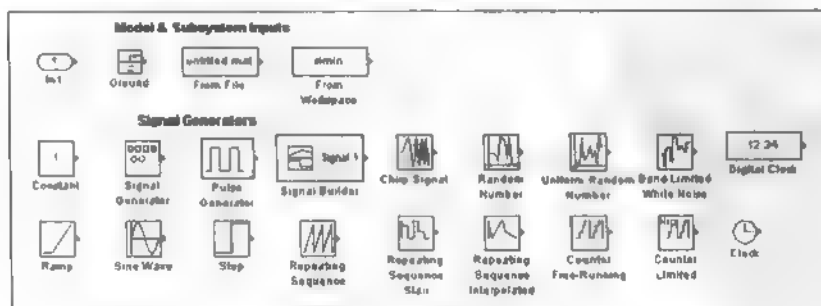 Model & Subsystem Inputs
1
In1
Ground
untitled.mat
From File
simin
From
Workspace
Signal Generators
1
Constant
Signal
Generator
Pulse
Generator
Signal 1
Signal Builder
Chirp Signal
Random
Number
Uniform Random
Number
Band-Limited
White Noise
12:34
Digital Clock
Ramp
Sine Wave
Step
Repeating
Sequence
Repeating
Sequence
Stair
Repeating
Sequence
Interpolated
Counter
Free-Running
Counter
Limited
Clock